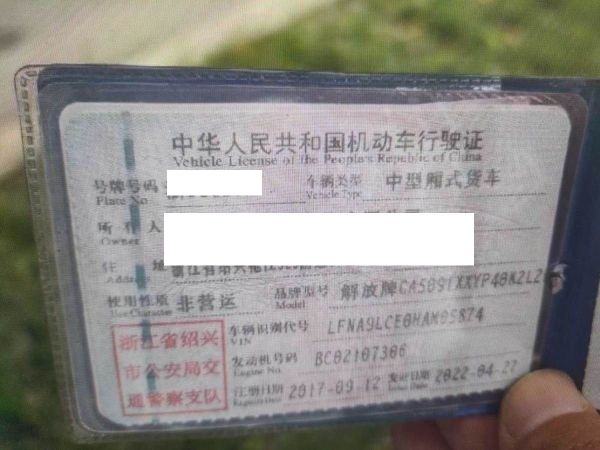 中华人民共和国机动车行驶证
Vehicle License of the People's Republic of China
号牌号码 车辆类型 中型厢式货车
Plate No. Vehicle Type
所有人
Owner
住 址 浙江省绍兴
Address
使用性质 非营运 品牌型号 解放牌CA5091XXYP40K2L2
Use Character Model
车辆识别代号 LFNA9LCE0HAM05874
VIN
发动机号码 BC02107306
Engine No.
注册日期 2017-09-12 发证日期 2022-04-27
Register Date Issue Date
浙江省绍兴
市公安局交
通警察支队